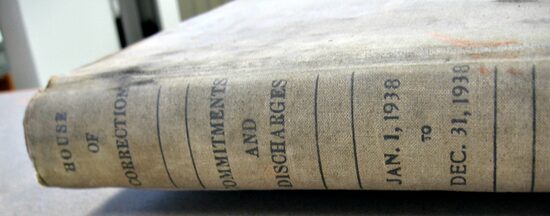 HOUSE
OF
CORRECTION
COMMITMENTS
AND
DISCHARGES
JAN. 1, 1938
TO
DEC. 31, 1938